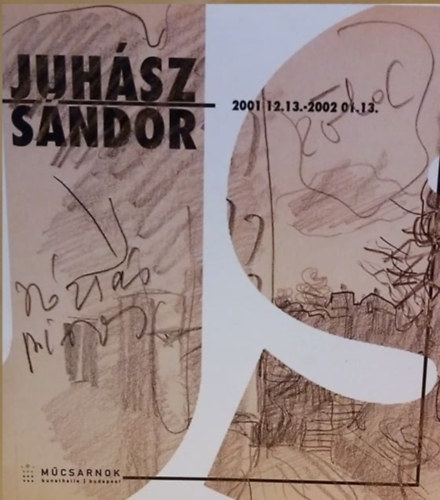 JUHÁSZ
SÁNDOR
2001 12.13.-2002 01.13.
MŰCSARNOK
kunsthalle | budapest